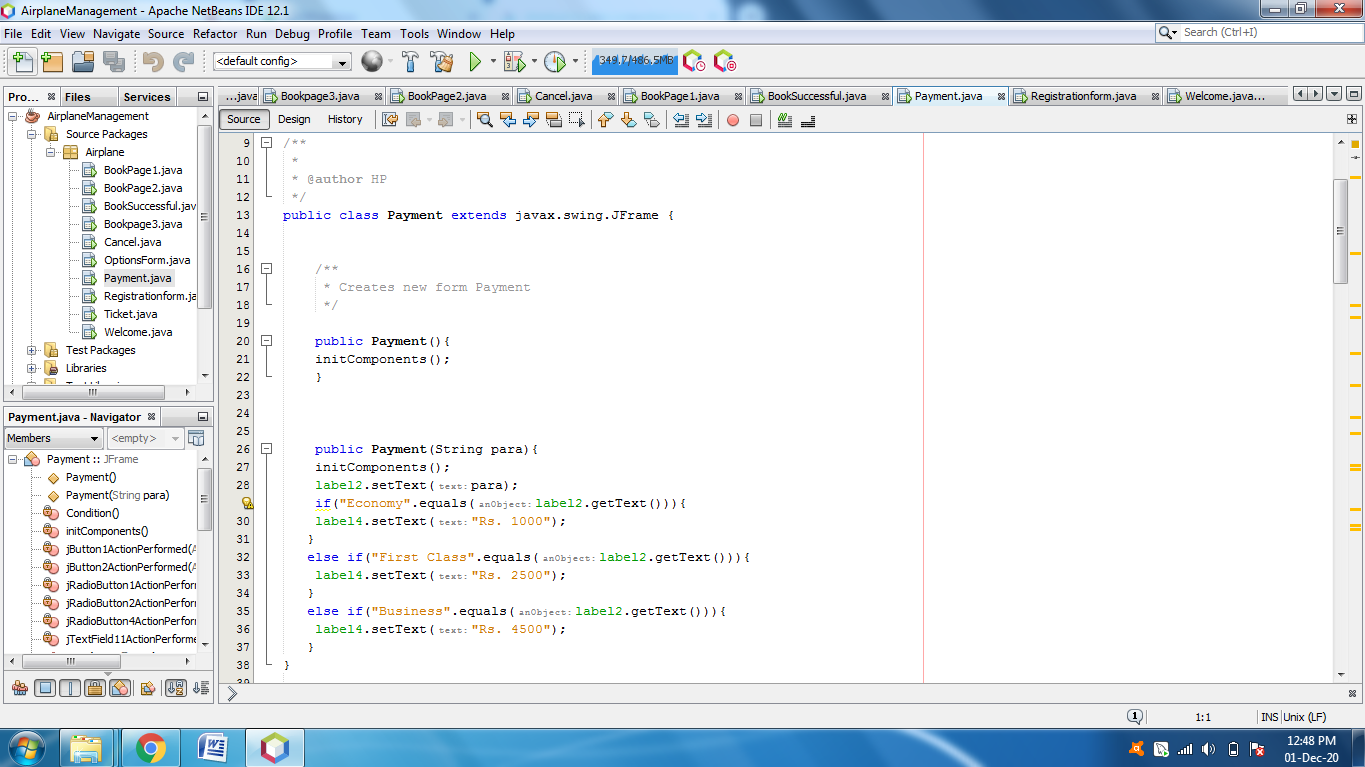 AirplaneManagement - Apache NetBeans IDE 12.1
File Edit View Navigate Source Refactor Run Debug Profile Team Tools Window Help
Search (Ctrl+I)
<default config>
349.7/486.5MB
Pro... Files Services
AirplaneManagement
Source Packages
Airplane
BookPage1.java
BookPage2.java
BookSuccessful.jav
Bookpage3.java
Cancel.java
OptionsForm.java
Payment.java
Registrationform.ja
Ticket.java
Welcome.java
Test Packages
Libraries
Payment.java - Navigator
Members <empty>
Payment :: JFrame
Payment()
Payment(String para)
Condition()
initComponents()
jButton1ActionPerformed(A
jButton2ActionPerformed(A
jRadioButton1ActionPerforr
jRadioButton2ActionPerforr
jRadioButton4ActionPerforr
jTextField11ActionPerforme
...java Bookpage3.java BookPage2.java Cancel.java BookPage1.java BookSuccessful.java Payment.java Registrationform.java Welcome.java...
Source Design History
9 /**
10 *
11 * @author HP
12 */
13 public class Payment extends javax.swing.JFrame {
14
15
16 /**
17 * Creates new form Payment
18 */
19
20 public Payment(){
21 initComponents();
22 }
23
24
25
26 public Payment(String para){
27 initComponents();
28 label2.setText(text:para);
if("Economy".equals(anObject:label2.getText())){
30 label4.setText(text:"Rs. 1000");
31 }
32 else if("First Class".equals(anObject:label2.getText())){
33 label4.setText(text:"Rs. 2500");
34 }
35 else if("Business".equals(anObject:label2.getText())){
36 label4.setText(text:"Rs. 4500");
37 }
38 }
39
1 1:1 INS Unix (LF)
12:48 PM
01-Dec-20